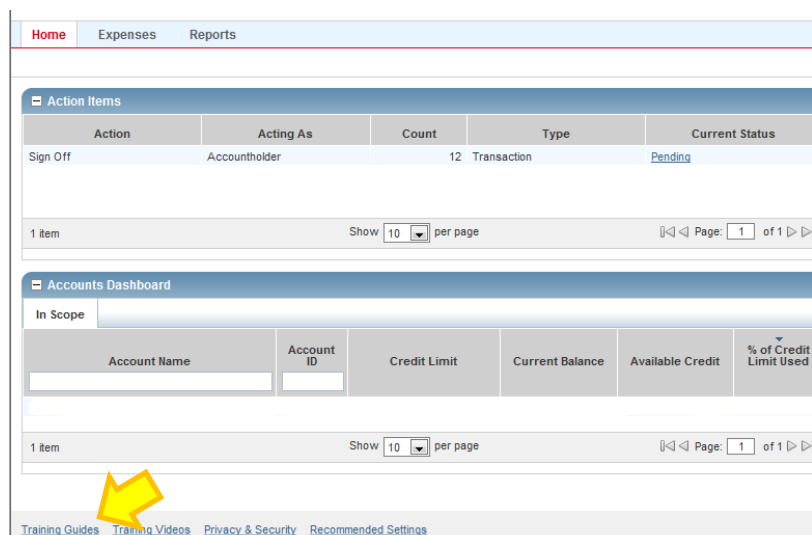 Home Expenses Reports
Action Items
Action Acting As Count Type Current Status
Sign Off Accountholder 12 Transaction Pending
1 item Show 10 per page Page: 1 of 1
Accounts Dashboard
In Scope
Account Name Account ID Credit Limit Current Balance Available Credit % of Credit Limit Used
1 item Show 10 per page Page: 1 of 1
Training Guides Training Videos Privacy & Security Recommended Settings